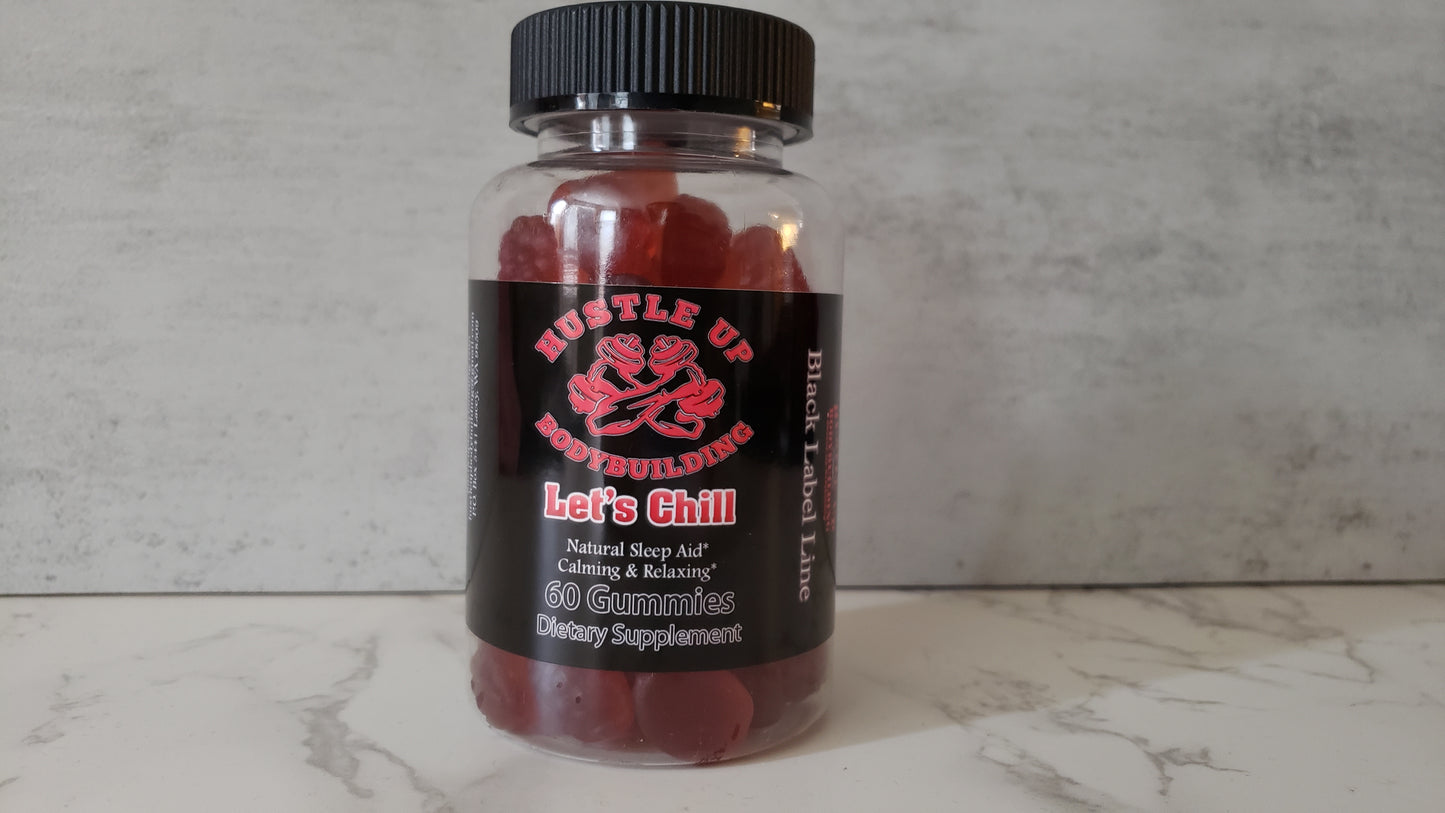 HUSTLE UP
BODYBUILDING
Let's Chill
Natural Sleep Aid*
Calming & Relaxing*
60 Gummies
Dietary Supplement
Black Label Line